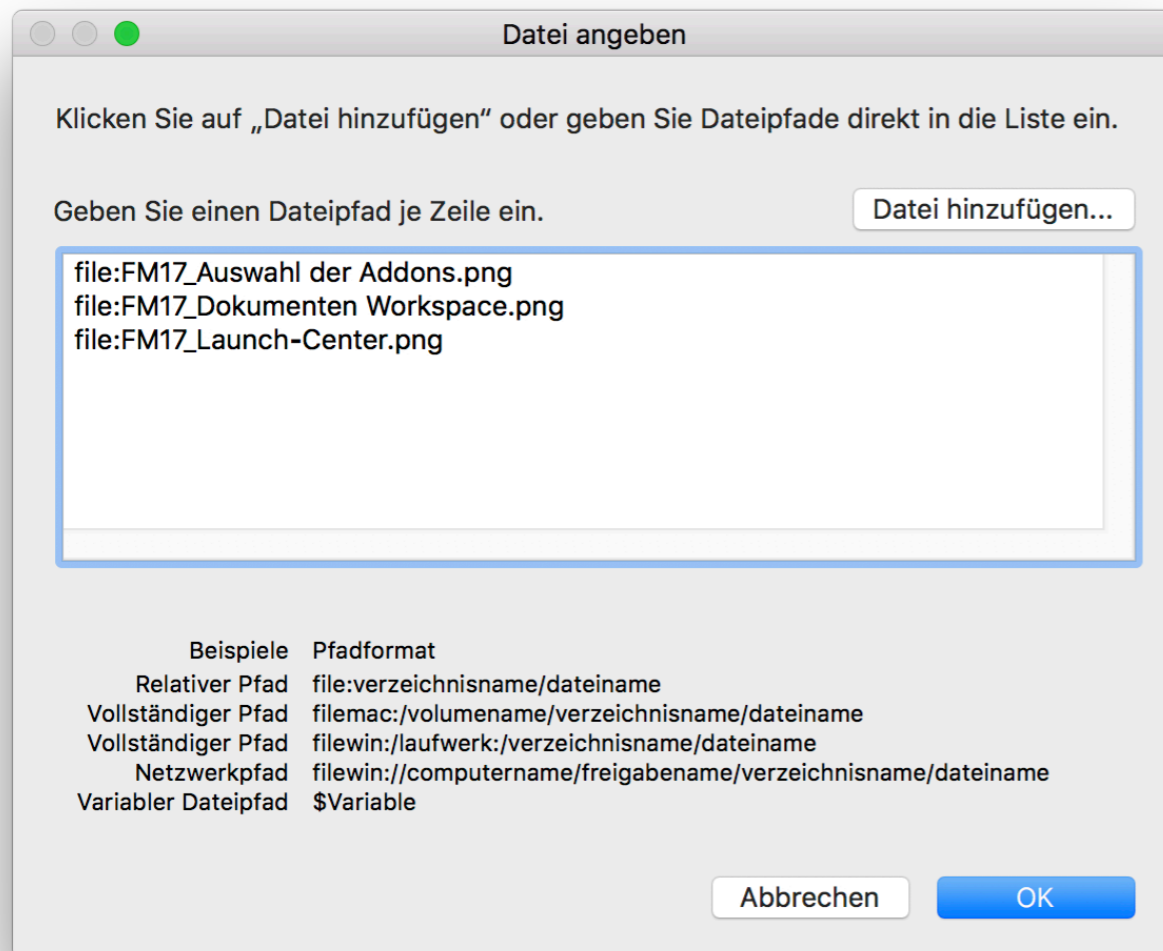 Datei angeben
Klicken Sie auf „Datei hinzufügen“ oder geben Sie Dateipfade direkt in die Liste ein.
Geben Sie einen Dateipfad je Zeile ein.
Datei hinzufügen...
file:FM17_Auswahl der Addons.png
file:FM17_Dokumenten Workspace.png
file:FM17_Launch-Center.png
Beispiele Pfadformat
Relativer Pfad file:verzeichnisname/dateiname
Vollständiger Pfad filemac:/volumename/verzeichnisname/dateiname
Vollständiger Pfad filewin:/laufwerk:/verzeichnisname/dateiname
Netzwerkpfad filewin://computername/freigabename/verzeichnisname/dateiname
Variabler Dateipfad $Variable
Abbrechen
OK